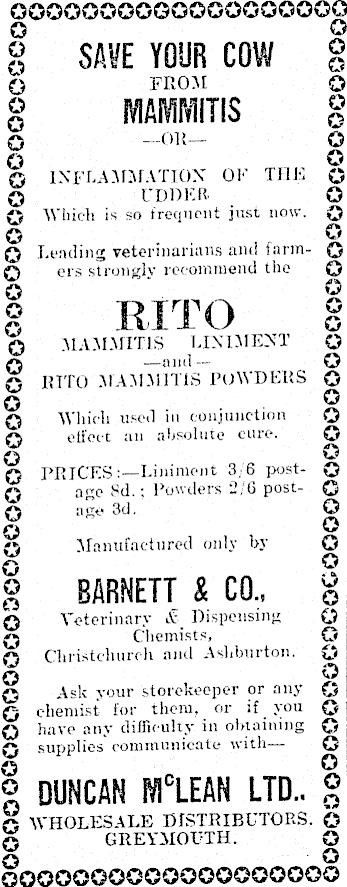 SAVE YOUR COW
FROM
MAMMITIS
—OR—
INFLAMMATION OF THE
UDDER
Which is so frequent just now.
Leading veterinarians and farm-
ers strongly recommend the
RITO
MAMMITIS LINIMENT
—and—
RITO MAMMITIS POWDERS
Which used in conjunction
effect an absolute cure.
PRICES:—Liniment 3/6 post-
age 8d.; Powders 2/6 post-
age 3d.
Manufactured only by
BARNETT & CO.,
Veterinary & Dispensing
Chemists,
Christchurch and Ashburton.
Ask your storekeeper or any
chemist for them, or if you
have any difficulty in obtaining
supplies communicate with—
DUNCAN McLEAN LTD..
WHOLESALE DISTRIBUTORS.
GREYMOUTH.